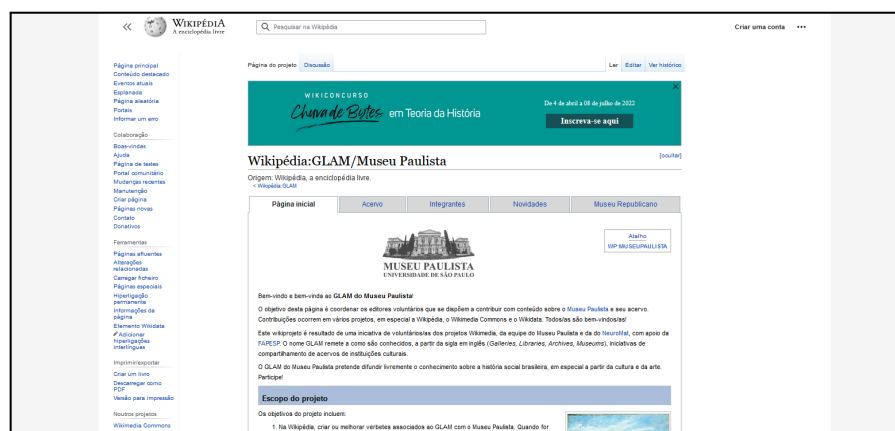 WIKIPÉDIA
A enciclopédia livre
Pesquisar na Wikipédia
Criar uma conta
Página principal
Conteúdo destacado
Eventos atuais
Esplanada
Página aleatória
Portais
Informar um erro
Colaboração
Boas-vindas
Ajuda
Página de testes
Portal comunitário
Mudanças recentes
Manutenção
Criar página
Páginas novas
Contato
Donativos
Ferramentas
Páginas afluentes
Alterações
relacionadas
Carregar ficheiro
Páginas especiais
Hiperligação
permanente
Informações da
página
Elemento Wikidata
Adicionar
hiperligações
interlínguas
Imprimir/exportar
Criar um livro
Descarregar como
PDF
Versão para impressão
Noutros projetos
Wikimedia Commons
Página do projeto Discussão
Ler Editar Ver histórico
WIKICONCURSO
Chuva de Bytes em Teoria da História
De 4 de abril a 08 de julho de 2022
Inscreva-se aqui
[ocultar]
Wikipédia:GLAM/Museu Paulista
Origem: Wikipédia, a enciclopédia livre.
< Wikipédia:GLAM
Página inicial Acervo Integrantes Novidades Museu Republicano
MUSEU PAULISTA
UNIVERSIDADE DE SÃO PAULO
Atalho
WP:MUSEUPAULISTA
Bem-vindo e bem-vinda ao GLAM do Museu Paulista!
O objetivo desta página é coordenar os editores voluntários que se dispõem a contribuir com conteúdo sobre o Museu Paulista e seu acervo.
Contribuições ocorrem em vários projetos, em especial a Wikipédia, o Wikimedia Commons e o Wikidata. Todos/as são bem-vindos/as!
Este wikiprojeto é resultado de uma iniciativa de voluntários/as dos projetos Wikimedia, da equipe do Museu Paulista e da do NeuroMat, com apoio da
FAPESP. O nome GLAM remete a como são conhecidos, a partir da sigla em inglês (Galleries, Libraries, Archives, Museums), iniciativas de
compartilhamento de acervos de instituições culturais.
O GLAM do Museu Paulista pretende difundir livremente o conhecimento sobre a história social brasileira, em especial a partir da cultura e da arte.
Participe!
Escopo do projeto
Os objetivos do projeto incluem:
1. Na Wikipédia, criar ou melhorar verbetes associados ao GLAM com o Museu Paulista. Quando for